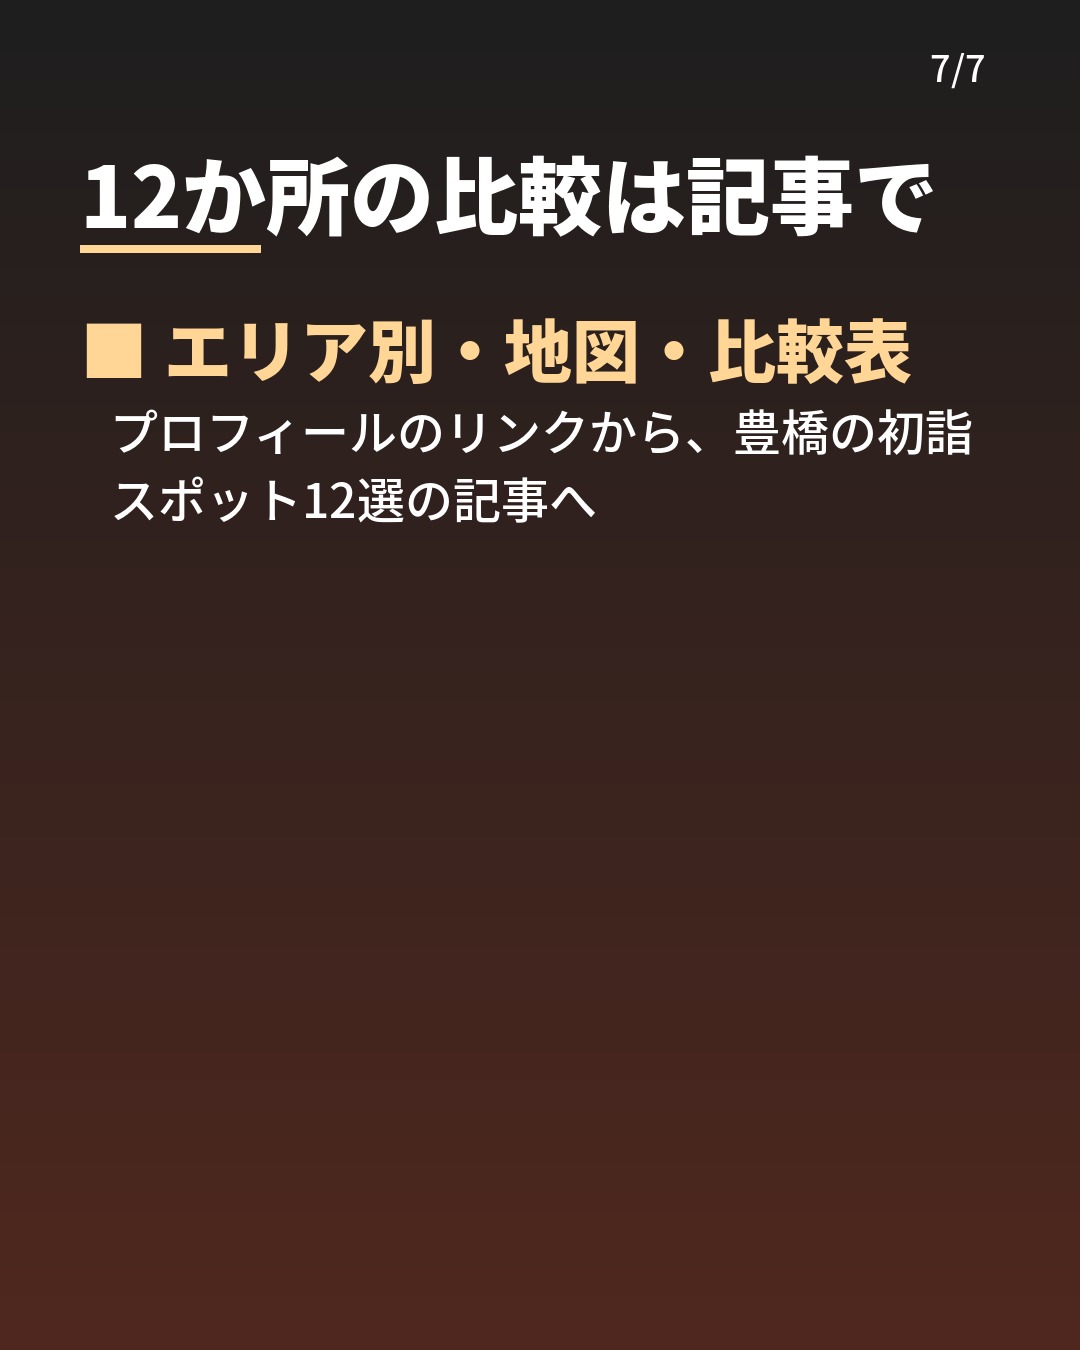 7/7
12か所の比較は記事で
■ エリア別・地図・比較表
プロフィールのリンクから、豊橋の初詣
スポット12選の記事へ